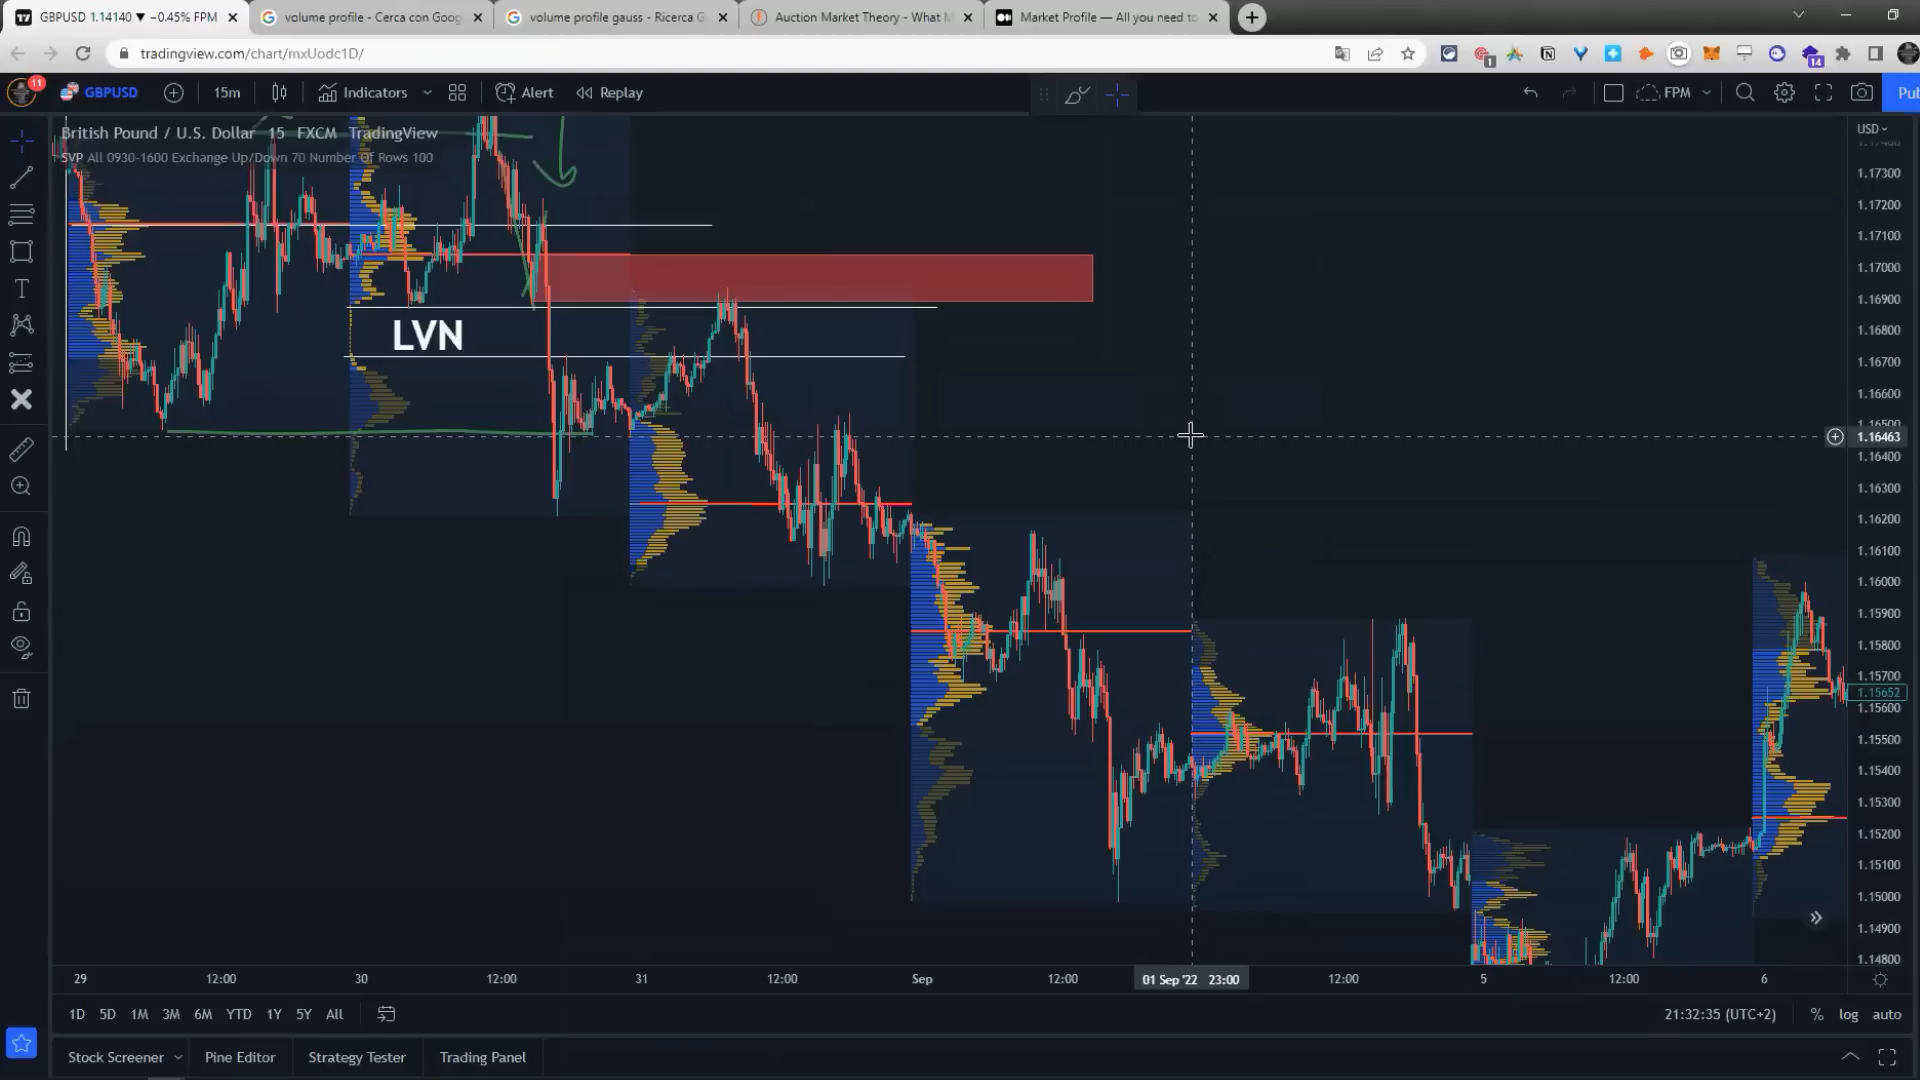 GBPUSD 1.14140 ▼ −0.45% FPM
volume profile - Cerca con Goog
volume profile gauss - Ricerca G
Auction Market Theory - What M
Market Profile — All you need to
tradingview.com/chart/mxUodc1D/
1
14
11
GBPUSD
15m
Indicators
Alert
Replay
FPM
Pub
British Pound / U.S. Dollar 15 FXCM TradingView
SVP All 0930-1600 Exchange Up/Down 70 Number Of Rows 100
USD
1.17400
1.17300
1.17200
1.17100
1.17000
1.16900
1.16800
LVN
1.16700
1.16600
1.16500
1.16463
1.16400
1.16300
1.16200
1.16100
1.16000
1.15900
1.15800
1.15700
1.15652
1.15600
1.15500
1.15400
1.15300
1.15200
1.15100
1.15000
1.14900
1.14800
29 12:00 30 12:00 31 12:00 Sep 12:00 01 Sep '22 23:00 12:00 5 12:00 6
1D 5D 1M 3M 6M YTD 1Y 5Y All
21:32:35 (UTC+2) % log auto
Stock Screener Pine Editor Strategy Tester Trading Panel